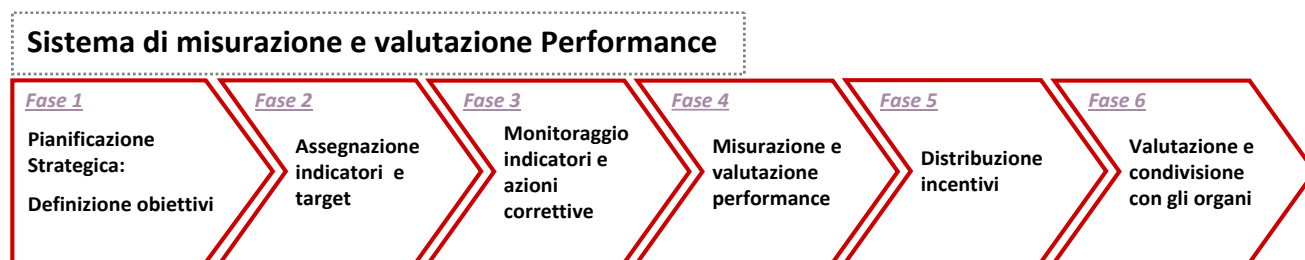 Sistema di misurazione e valutazione Performance
Fase 1
Pianificazione
Strategica:
Definizione obiettivi
Fase 2
Assegnazione
indicatori e
target
Fase 3
Monitoraggio
indicatori e
azioni
correttive
Fase 4
Misurazione e
valutazione
performance
Fase 5
Distribuzione
incentivi
Fase 6
Valutazione e
condivisione
con gli organi